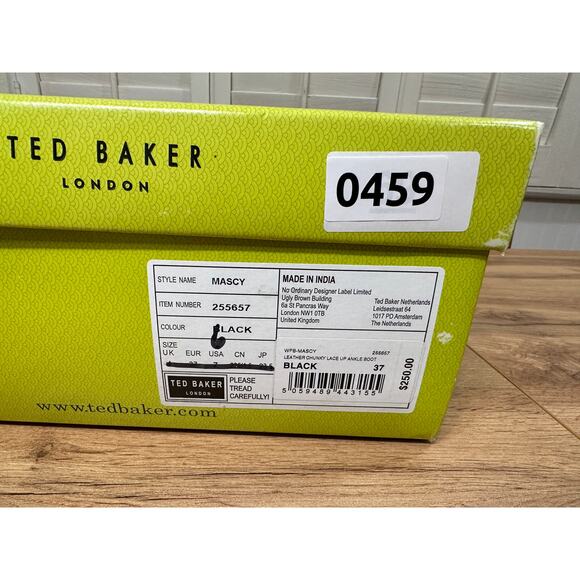 TED BAKER
LONDON
0459
STYLE NAME MASCY
ITEM NUMBER 255657
COLOUR BLACK
6
SIZE
UK EUR USA CN JP
TED BAKER
LONDON
PLEASE
TREAD
CAREFULLY!
MADE IN INDIA
No Ordinary Designer Label Limited
Ugly Brown Building
6a St Pancras Way
London NW1 0TB
United Kingdom
Ted Baker Netherlands
Leidsestraat 64
1017 PD Amsterdam
The Netherlands
WFB-MASCY 255657
LEATHER CHUNKY LACE UP ANKLE BOOT
BLACK 37
5 059489 443155
$250.00
www.tedbaker.com